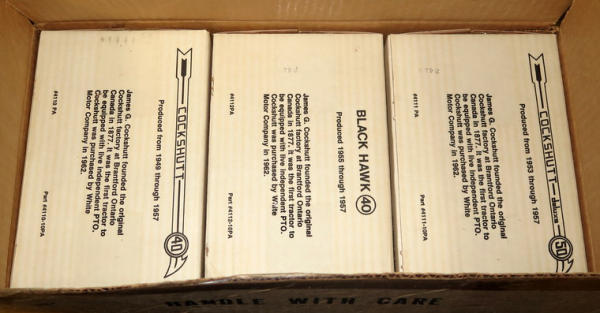 COCKSHUTT 40
Produced from 1949 through 1957
James G. Cockshutt founded the original
Cockshutt factory at Brantford Ontario
Canada in 1877. It was the first tractor to
be equipped with live independent PTO.
Cockshutt was purchased by White
Motor Company in 1962.
#4110 PA
Part #4110-10PA
BLACK HAWK 40
Produced 1955 through 1957
James G. Cockshutt founded the original
Cockshutt factory at Brantford Ontario
Canada in 1877. It was the first tractor to
be equipped with live independent PTO.
Cockshutt was purchased by White
Motor Company in 1962.
#4112PA
Part #4112-10PA
COCKSHUTT deluxe 50
Produced from 1953 through 1957
James G. Cockshutt founded the original
Cockshutt factory at Brantford Ontario
Canada in 1877. It was the first tractor to
be equipped with live independent PTO.
Cockshutt was purchased by White
Motor Company in 1962.
#4111 PA
Part #4111-10PA
HANDLE WITH CARE